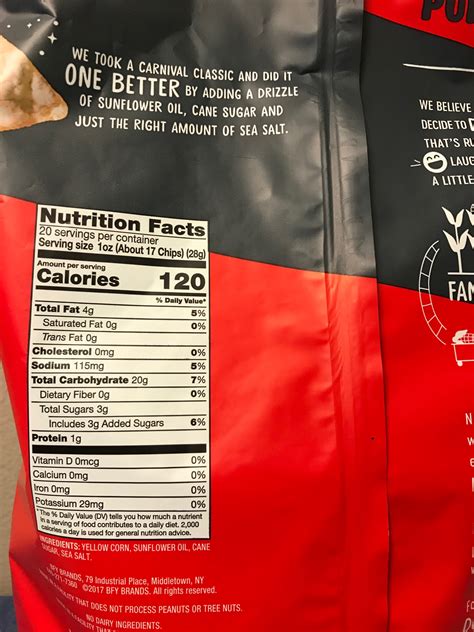 WE TOOK A CARNIVAL CLASSIC AND DID IT
ONE BETTER BY ADDING A DRIZZLE
OF SUNFLOWER OIL, CANE SUGAR AND
JUST THE RIGHT AMOUNT OF SEA SALT.
Nutrition Facts
20 servings per container
Serving size 1oz (About 17 Chips) (28g)
Amount per serving
Calories 120
% Daily Value*
Total Fat 4g 5%
Saturated Fat 0g 0%
Trans Fat 0g
Cholesterol 0mg 0%
Sodium 115mg 5%
Total Carbohydrate 20g 7%
Dietary Fiber 0g 0%
Total Sugars 3g
Includes 3g Added Sugars 6%
Protein 1g
Vitamin D 0mcg 0%
Calcium 0mg 0%
Iron 0mg 0%
Potassium 29mg 0%
*The % Daily Value (DV) tells you how much a nutrient
in a serving of food contributes to a daily diet. 2,000
calories a day is used for general nutrition advice.
INGREDIENTS: YELLOW CORN, SUNFLOWER OIL, CANE
SUGAR, SEA SALT.
BFY BRANDS, 79 Industrial Place, Middletown, NY
271-7360 ©2017 BFY BRANDS. All rights reserved.
THAT DOES NOT PROCESS PEANUTS OR TREE NUTS.
NO DAIRY INGREDIENTS.
WE BELIEVE
DECIDE TO
THAT'S RU
LAUG
A LITTLE
FAN